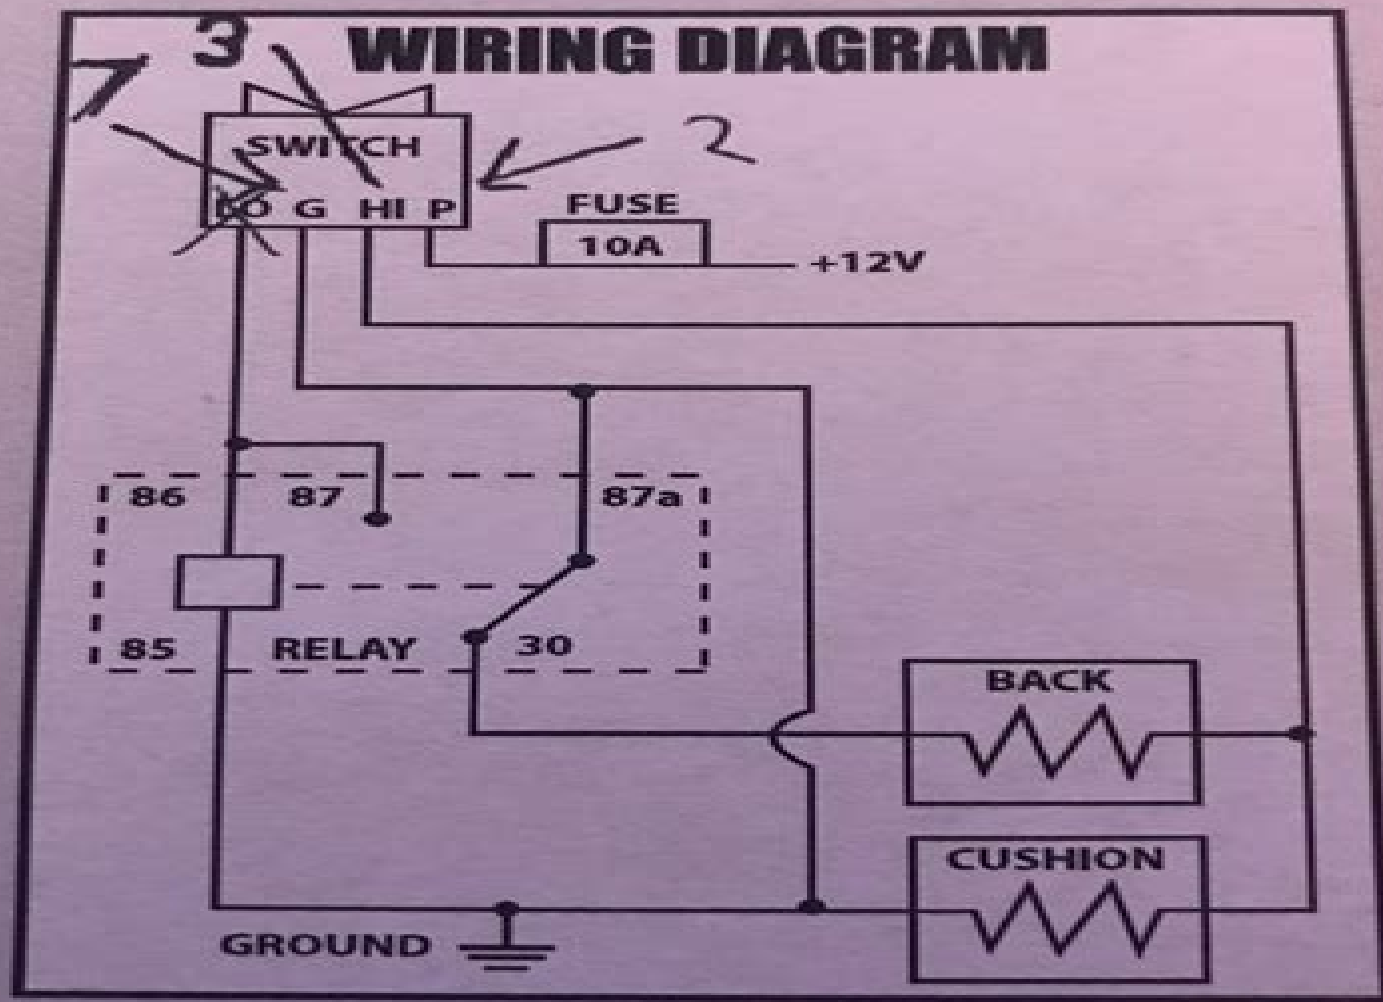 3 WIRING DIAGRAM
7
SWITCH
2
LO G HI P
FUSE
10A
+12V
86 87 87a
85 RELAY 30
BACK
CUSHION
GROUND